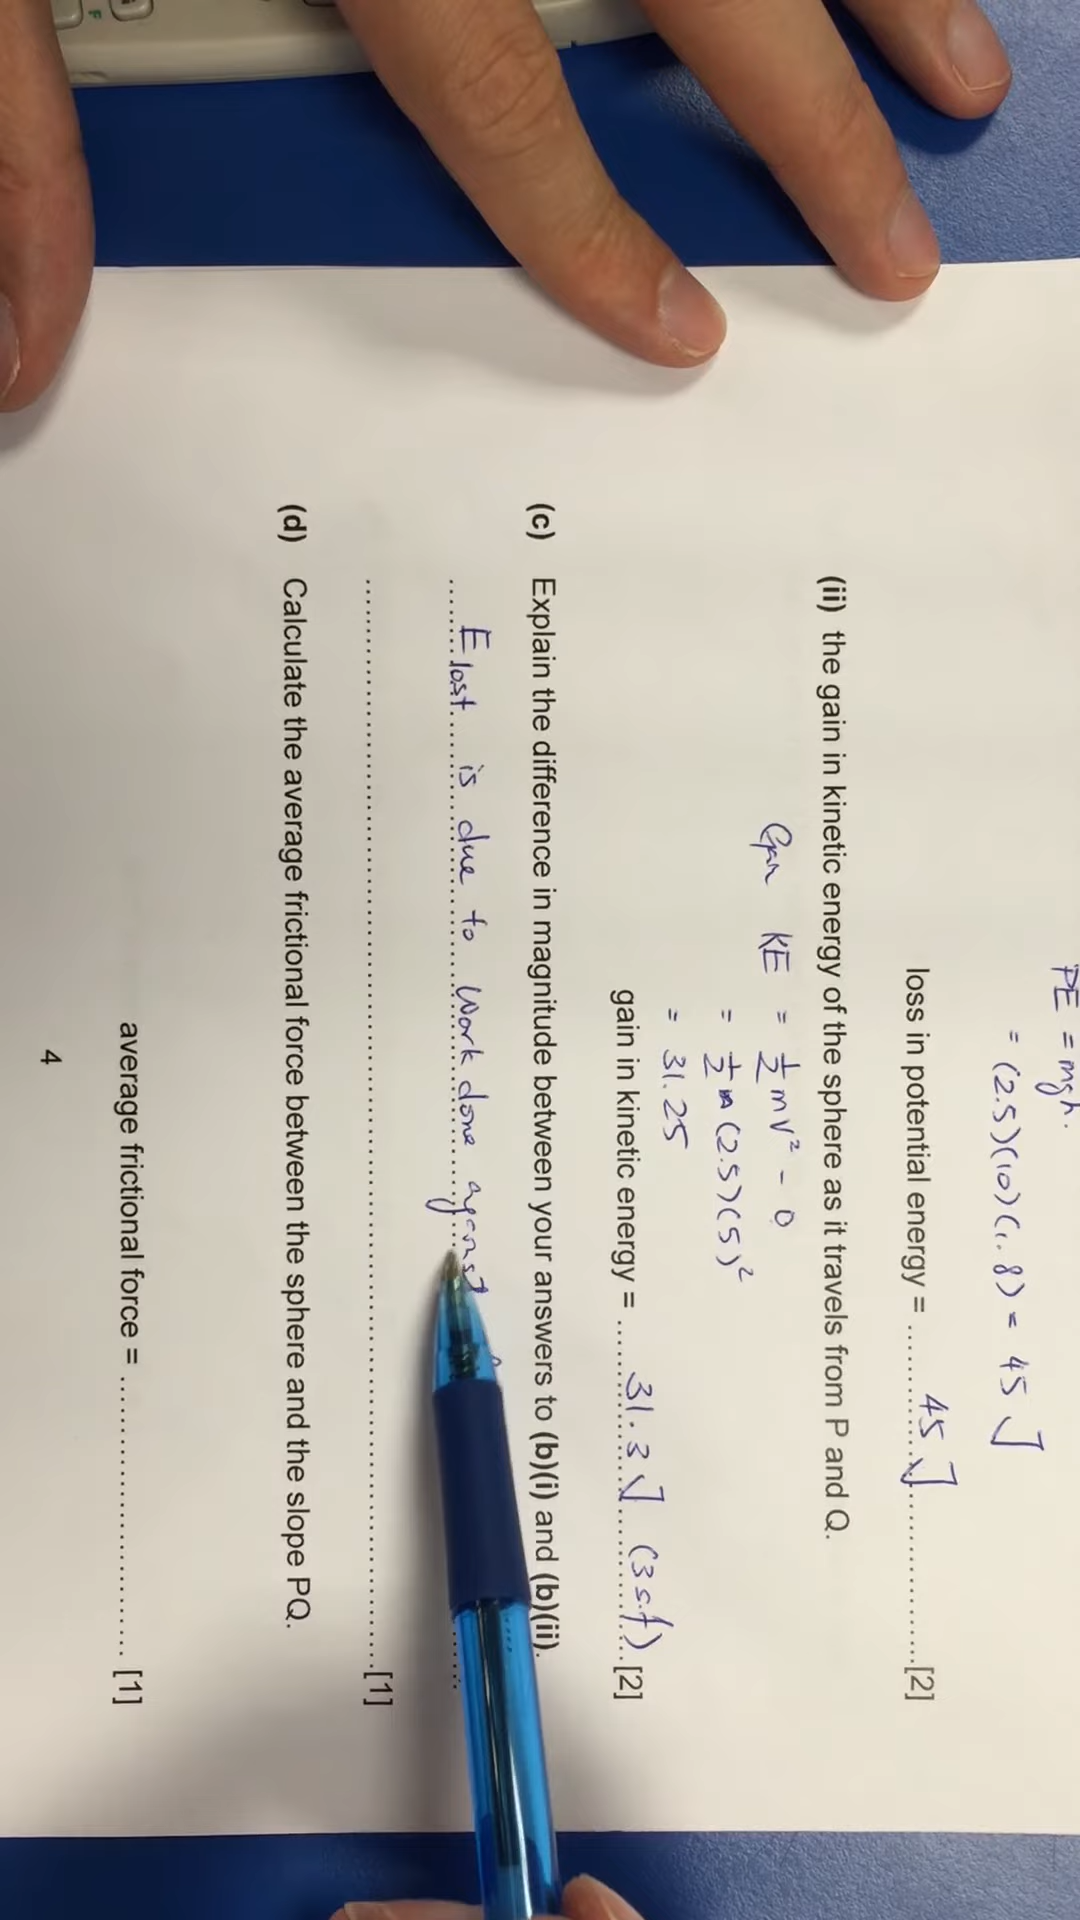 PE = mgh.
= (2.5)(10)(1.8) = 45 J
loss in potential energy = ........45 J........[2]
(ii) the gain in kinetic energy of the sphere as it travels from P and Q.
Gain KE = ½mv² - 0
= ½ (2.5)(5)²
= 31.25
gain in kinetic energy = ........31.3 J (3sf)........[2]
(c) Explain the difference in magnitude between your answers to (b)(i) and (b)(ii).
E lost is due to Work done against
........[1]
(d) Calculate the average frictional force between the sphere and the slope PQ.
average frictional force = ........[1]
4